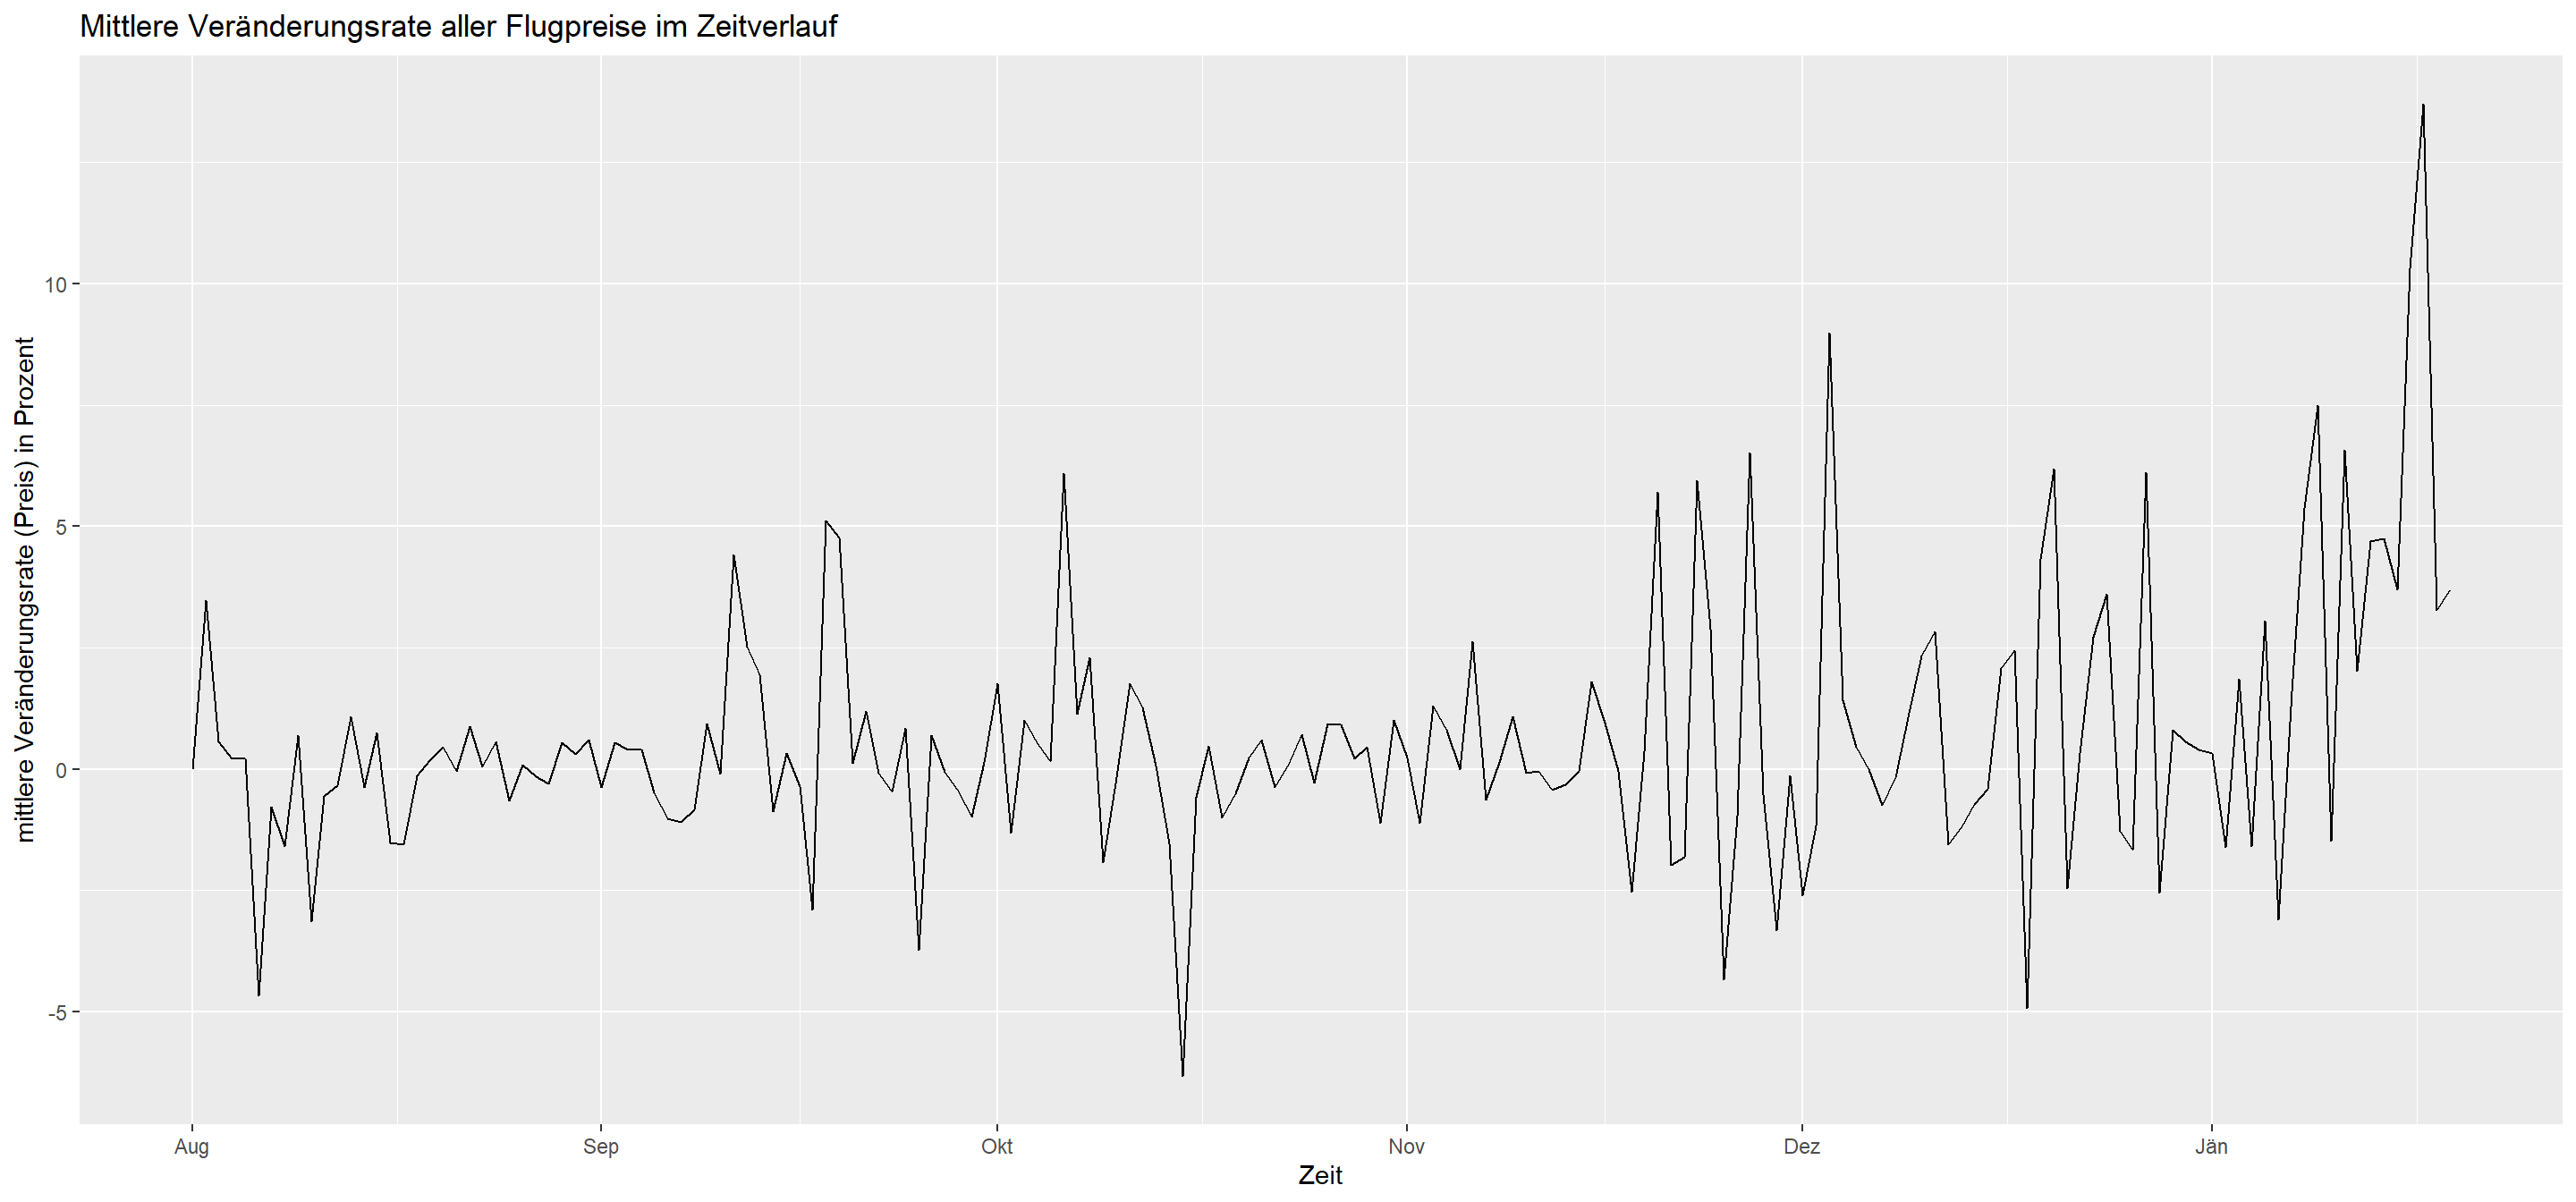 Mittlere Veränderungsrate aller Flugpreise im Zeitverlauf
mittlere Veränderungsrate (Preis) in Prozent
10
5
0
-5
Aug
Sep
Okt
Nov
Dez
Jän
Zeit